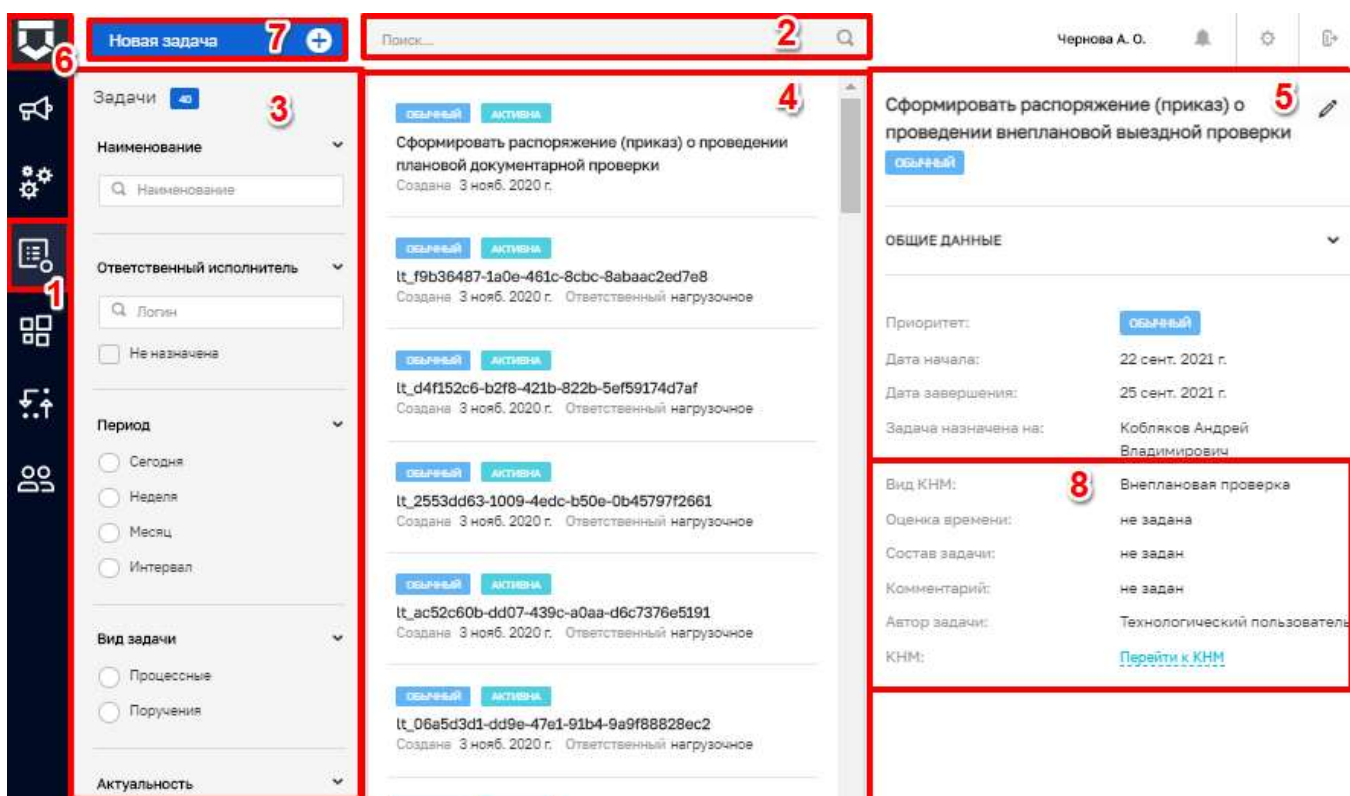 6
Новая задача 7
Поиск... 2
Чернова А. О.
1
Задачи 40 3
Наименование
Наименование
Ответственный исполнитель
Логин
Не назначена
Период
Сегодня
Неделя
Месяц
Интервал
Вид задачи
Процессные
Поручения
Актуальность
4
ОБЫЧНЫЙ АКТИВНА
Сформировать распоряжение (приказ) о проведении
плановой документарной проверки
Создана 3 нояб. 2020 г.
ОБЫЧНЫЙ АКТИВНА
lt_f9b36487-1a0e-461c-8cbc-8abaac2ed7e8
Создана 3 нояб. 2020 г. Ответственный нагрузочное
ОБЫЧНЫЙ АКТИВНА
lt_d4f152c6-b2f8-421b-822b-5ef59174d7af
Создана 3 нояб. 2020 г. Ответственный нагрузочное
ОБЫЧНЫЙ АКТИВНА
lt_2553dd63-1009-4edc-b50e-0b45797f2661
Создана 3 нояб. 2020 г. Ответственный нагрузочное
ОБЫЧНЫЙ АКТИВНА
lt_ac52c60b-dd07-439c-a0aa-d6c7376e5191
Создана 3 нояб. 2020 г. Ответственный нагрузочное
ОБЫЧНЫЙ АКТИВНА
lt_06a5d3d1-dd9e-47e1-91b4-9a9f88828ec2
Создана 3 нояб. 2020 г. Ответственный нагрузочное
Сформировать распоряжение (приказ) о 5
проведении внеплановой выездной проверки
ОБЫЧНЫЙ
ОБЩИЕ ДАННЫЕ
Приоритет: ОБЫЧНЫЙ
Дата начала: 22 сент. 2021 г.
Дата завершения: 25 сент. 2021 г.
Задача назначена на: Кобляков Андрей
Владимирович
Вид КНМ: 8 Внеплановая проверка
Оценка времени: не задана
Состав задачи: не задан
Комментарий: не задан
Автор задачи: Технологический пользователь
КНМ: Перейти к КНМ